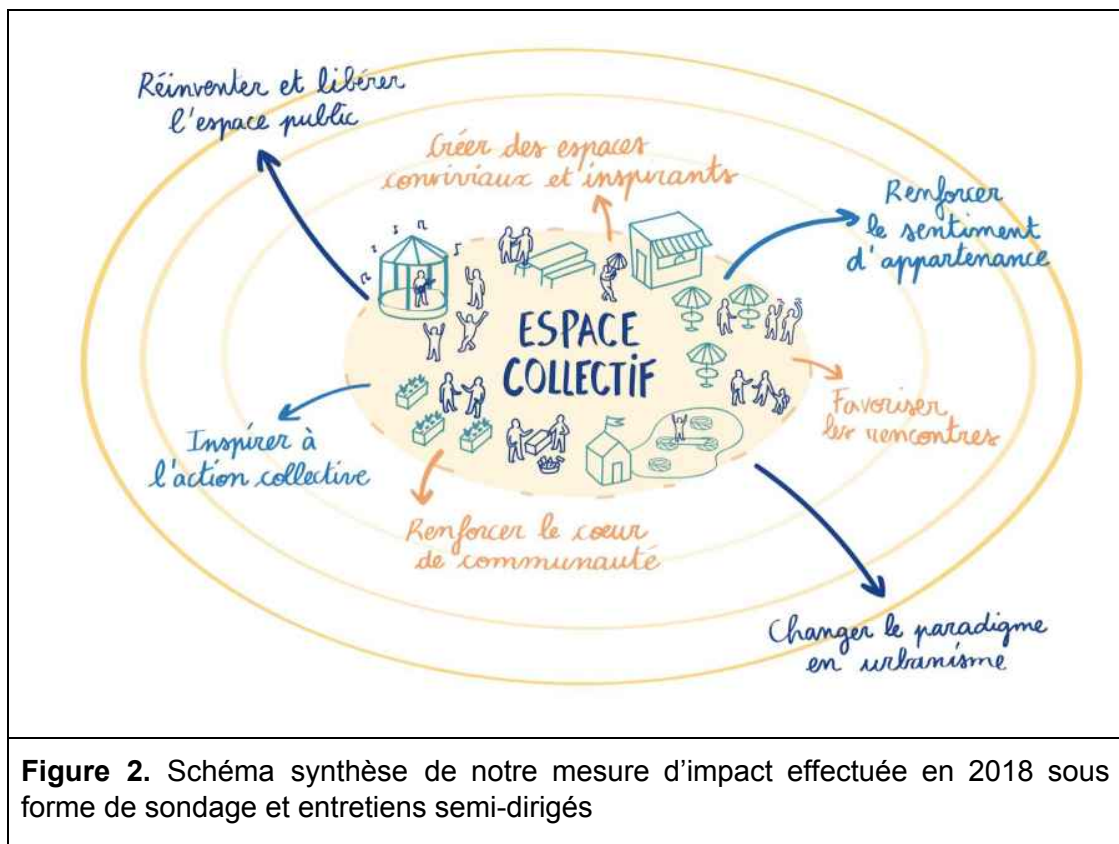 Réinventer et libérer
l'espace public
Créer des espaces
conviviaux et inspirants
Renforcer
le sentiment
d'appartenance
ESPACE
COLLECTIF
Favoriser
les rencontres
Inspirer à
l'action collective
Renforcer le cœur
de communauté
Changer le paradigme
en urbanisme
Figure 2. Schéma synthèse de notre mesure d'impact effectuée en 2018 sous
forme de sondage et entretiens semi-dirigés